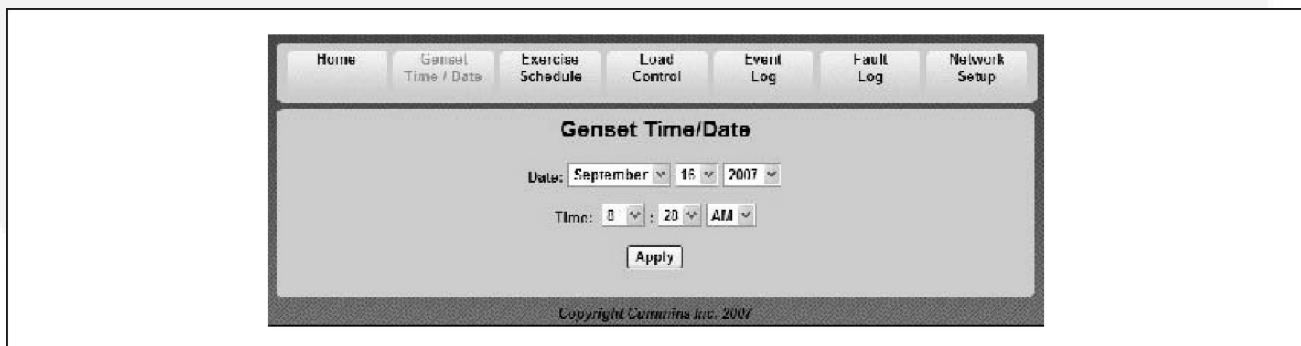 Home Genset Time / Date Exercise Schedule Load Control Event Log Fault Log Network Setup
Genset Time/Date
Date: September 16 2007
Time: 8 : 20 AM
Apply
Copyright Cummins Inc. 2007